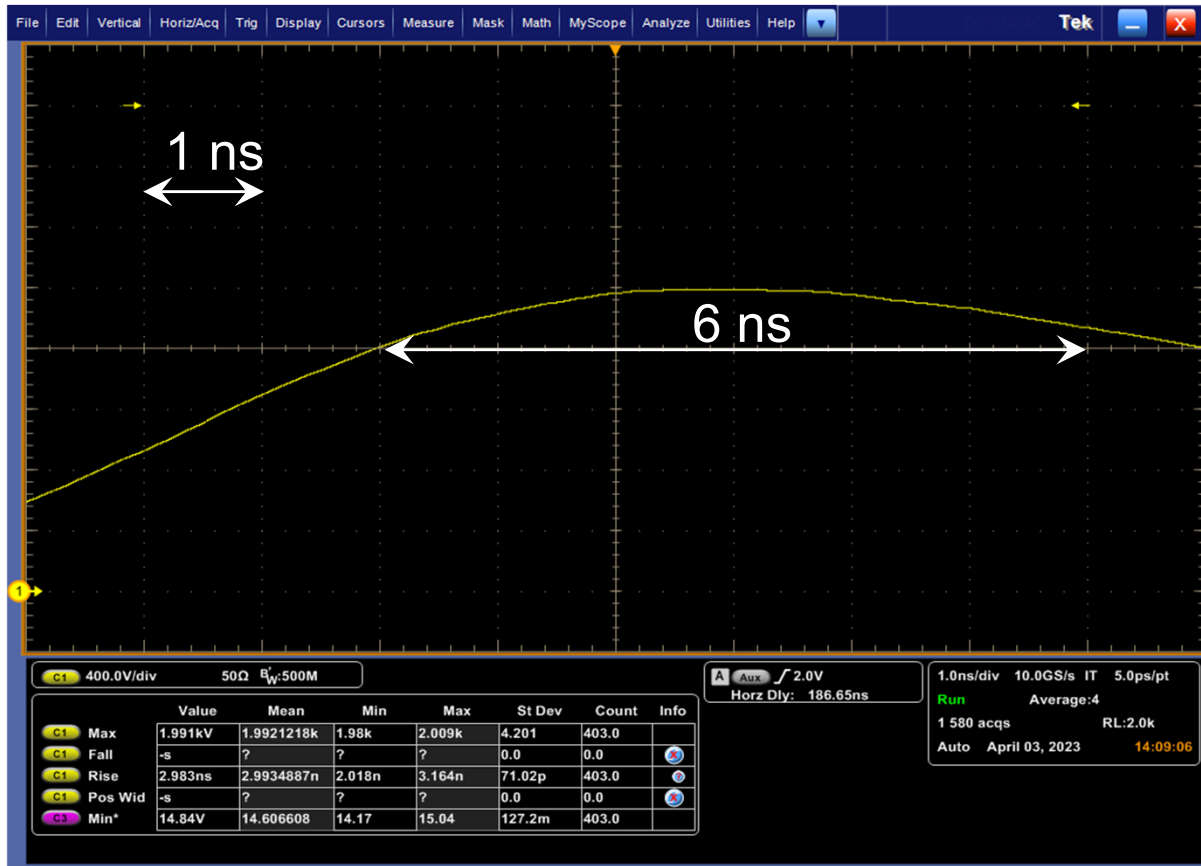 File Edit Vertical Horiz/Acq Trig Display Cursors Measure Mask Math MyScope Analyze Utilities Help Tek X
1 ns
6 ns
1
C1 400.0V/div 50Ω BW:500M
A Aux 2.0V
Horz Dly: 186.65ns
1.0ns/div 10.0GS/s IT 5.0ps/pt
Run Average:4
1 580 acqs RL:2.0k
Auto April 03, 2023 14:09:06
Value Mean Min Max St Dev Count Info
C1 Max 1.991kV 1.9921218k 1.98k 2.009k 4.201 403.0
C1 Fall -s ? ? ? 0.0 0.0
C1 Rise 2.983ns 2.9934887n 2.018n 3.164n 71.02p 403.0
C1 Pos Wid -s ? ? ? 0.0 0.0
C3 Min* 14.84V 14.606608 14.17 15.04 127.2m 403.0